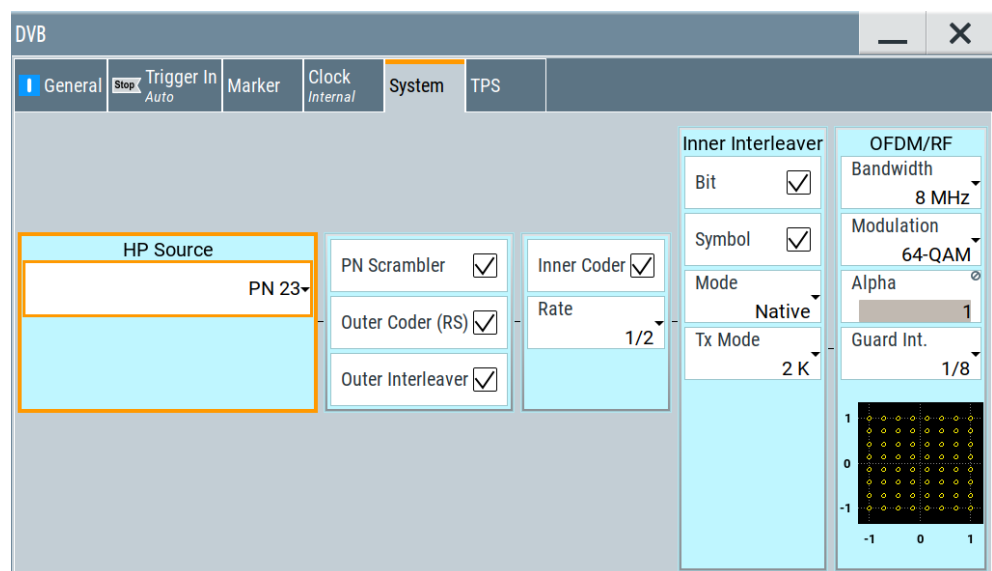 DVB
General
Stop
Trigger In
Auto
Marker
Clock
Internal
System
TPS
HP Source
PN 23
PN Scrambler
Outer Coder (RS)
Outer Interleaver
Inner Coder
Rate
1/2
Inner Interleaver
Bit
Symbol
Mode
Native
Tx Mode
2 K
OFDM/RF
Bandwidth
8 MHz
Modulation
64-QAM
Alpha
1
Guard Int.
1/8
1
0
-1
-1 0 1